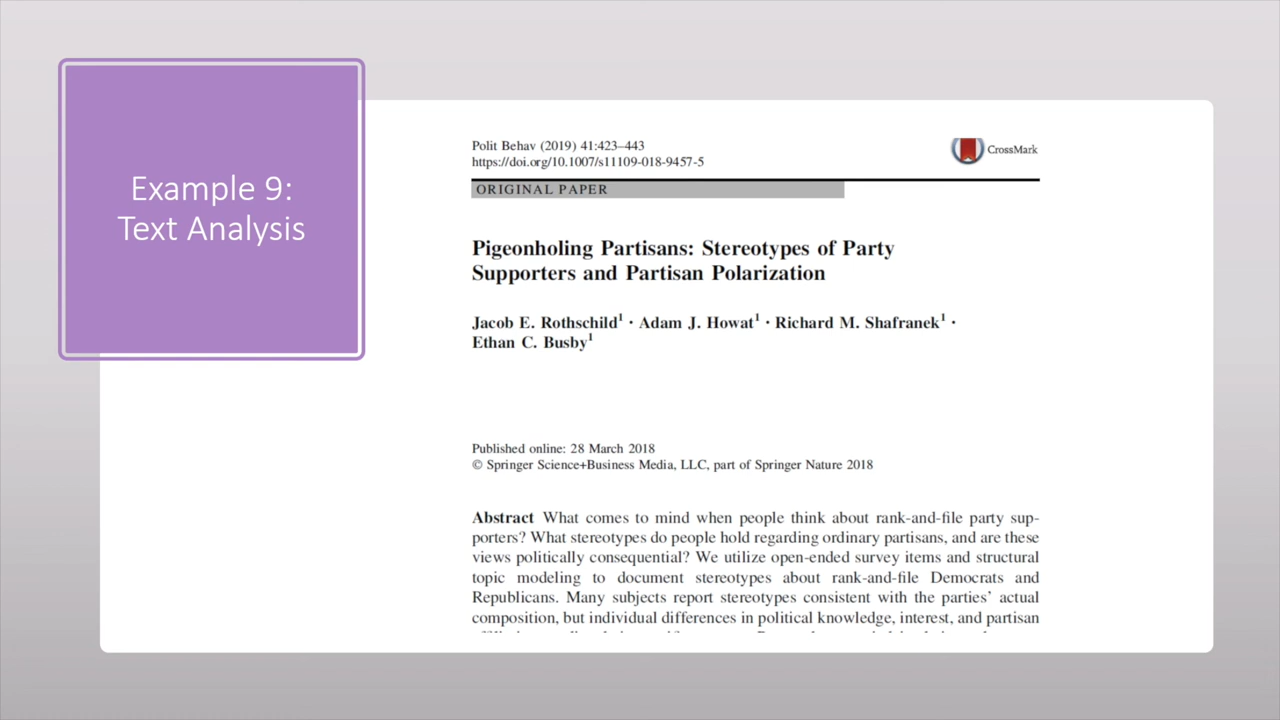 Example 9:
Text Analysis
Polit Behav (2019) 41:423–443
https://doi.org/10.1007/s11109-018-9457-5
CrossMark
ORIGINAL PAPER
Pigeonholing Partisans: Stereotypes of Party
Supporters and Partisan Polarization
Jacob E. Rothschild1 · Adam J. Howat1 · Richard M. Shafranek1 ·
Ethan C. Busby1
Published online: 28 March 2018
© Springer Science+Business Media, LLC, part of Springer Nature 2018
Abstract What comes to mind when people think about rank-and-file party sup-
porters? What stereotypes do people hold regarding ordinary partisans, and are these
views politically consequential? We utilize open-ended survey items and structural
topic modeling to document stereotypes about rank-and-file Democrats and
Republicans. Many subjects report stereotypes consistent with the parties’ actual
composition, but individual differences in political knowledge, interest, and partisan